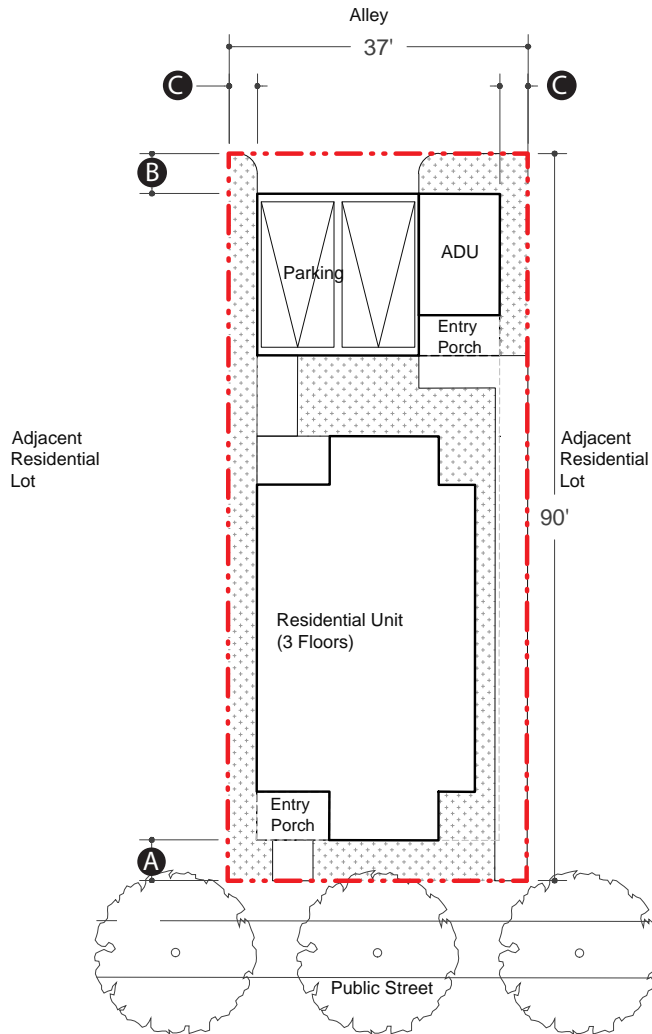 Alley
37'
C
C
B
Parking
ADU
Entry
Porch
Adjacent
Residential
Lot
Adjacent
Residential
Lot
90'
Residential Unit
(3 Floors)
Entry
Porch
A
Public Street